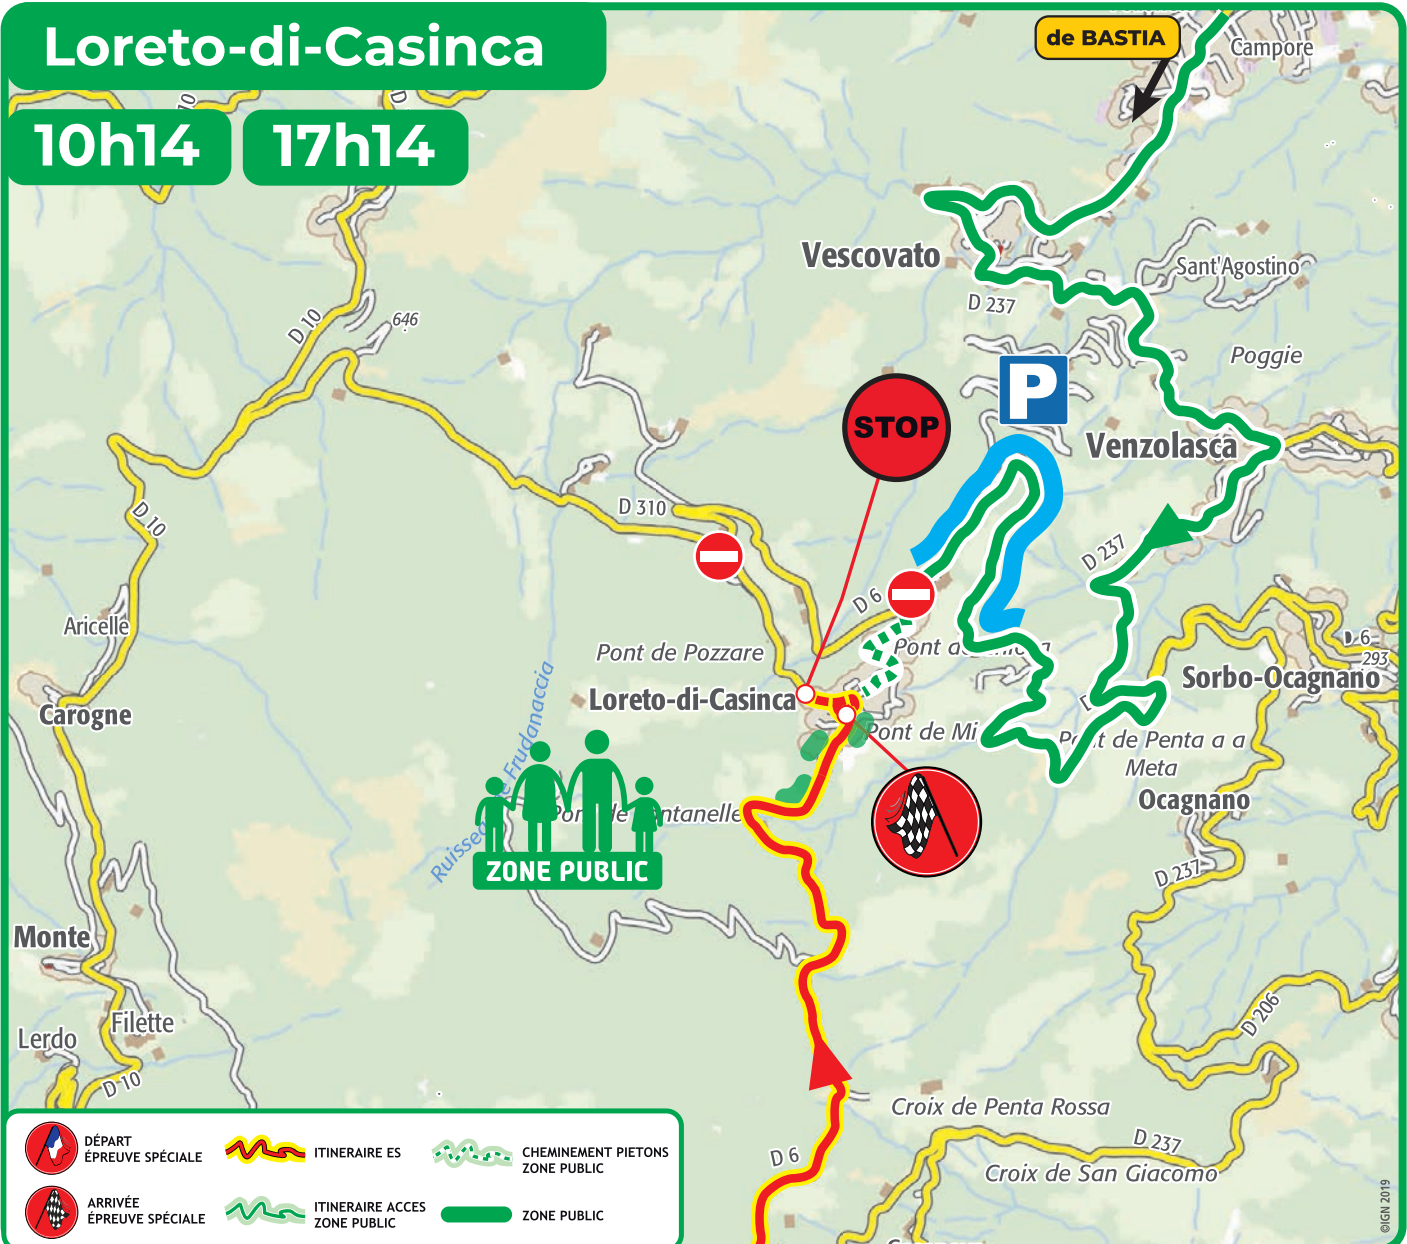 Loreto-di-Casinca
10h14
17h14
de BASTIA
Campore
10
D
Vescovato
Sant'Agostino
D 237
D 10
646
Poggie
STOP
P
Venzolasca
D 310
D 10
D 237
D 6
Aricelle
Pont de Pozzare
6
293
Loreto-di-Casinca
Sorbo-Ocagnano
Carogne
Pont de Mi
Pont de Penta a a
Meta
Frudanaccia
Ocagnano
ZONE PUBLIC
D 237
Monte
Filette
Lerdo
D 206
D 10
Croix de Penta Rossa
D 237
D 6
Croix de San Giacomo
DÉPART
ÉPREUVE SPÉCIALE
ITINERAIRE ES
CHEMINEMENT PIETONS
ZONE PUBLIC
ARRIVÉE
ÉPREUVE SPÉCIALE
ITINERAIRE ACCES
ZONE PUBLIC
ZONE PUBLIC
©IGN 2019